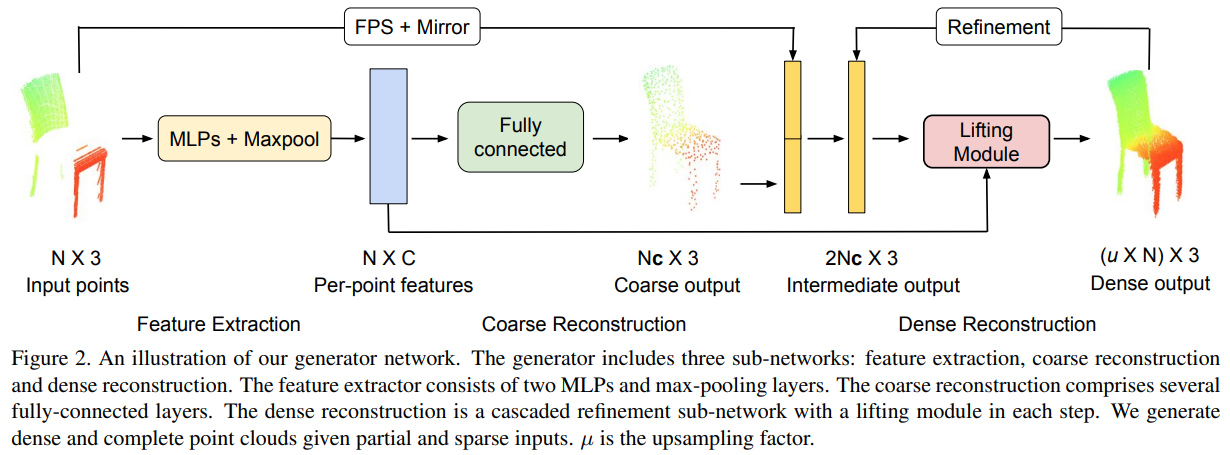 FPS + Mirror
Refinement
MLPs + Maxpool
Fully
connected
Lifting
Module
N X 3
Input points
N X C
Per-point features
Nc X 3
Coarse output
2Nc X 3
Intermediate output
(u X N) X 3
Dense output
Feature Extraction
Coarse Reconstruction
Dense Reconstruction
Figure 2. An illustration of our generator network. The generator includes three sub-networks: feature extraction, coarse reconstruction
and dense reconstruction. The feature extractor consists of two MLPs and max-pooling layers. The coarse reconstruction comprises several
fully-connected layers. The dense reconstruction is a cascaded refinement sub-network with a lifting module in each step. We generate
dense and complete point clouds given partial and sparse inputs. μ is the upsampling factor.